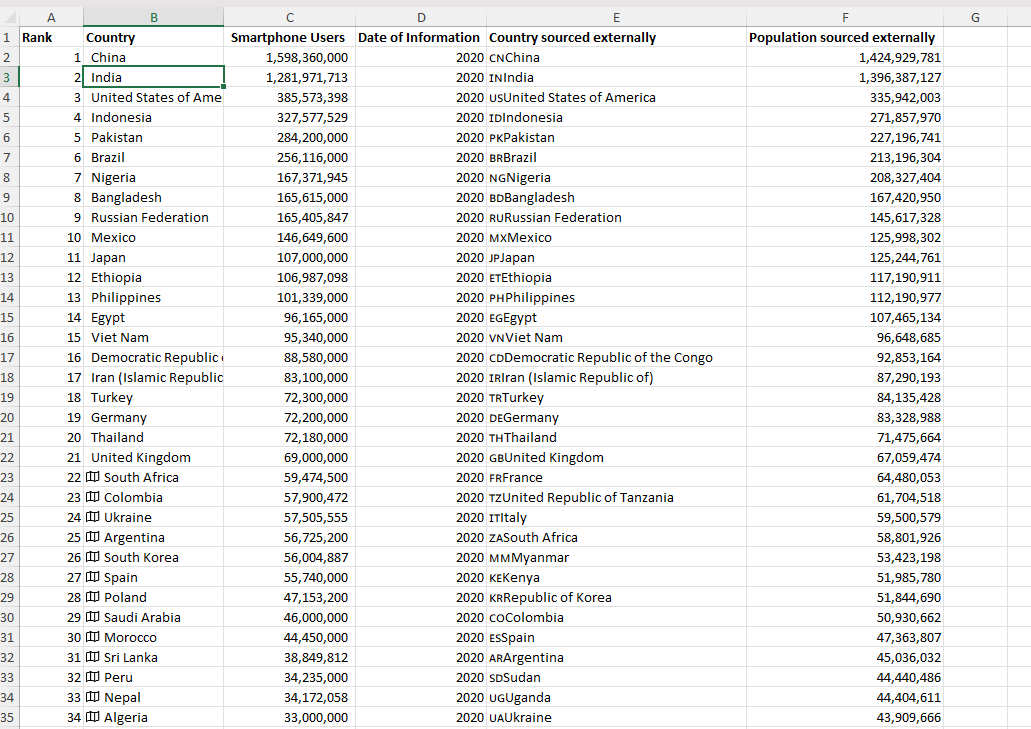 A B C D E F G
1 Rank Country Smartphone Users Date of Information Country sourced externally Population sourced externally
2 1 China 1,598,360,000 2020 CNChina 1,424,929,781
3 2 India 1,281,971,713 2020 INIndia 1,396,387,127
4 3 United States of Ame 385,573,398 2020 USUnited States of America 335,942,003
5 4 Indonesia 327,577,529 2020 IDIndonesia 271,857,970
6 5 Pakistan 284,200,000 2020 PKPakistan 227,196,741
7 6 Brazil 256,116,000 2020 BRBrazil 213,196,304
8 7 Nigeria 167,371,945 2020 NGNigeria 208,327,404
9 8 Bangladesh 165,615,000 2020 BDBangladesh 167,420,950
10 9 Russian Federation 165,405,847 2020 RURussian Federation 145,617,328
11 10 Mexico 146,649,600 2020 MXMexico 125,998,302
12 11 Japan 107,000,000 2020 JPJapan 125,244,761
13 12 Ethiopia 106,987,098 2020 ETEthiopia 117,190,911
14 13 Philippines 101,339,000 2020 PHPhilippines 112,190,977
15 14 Egypt 96,165,000 2020 EGEgypt 107,465,134
16 15 Viet Nam 95,340,000 2020 VNViet Nam 96,648,685
17 16 Democratic Republic 88,580,000 2020 CDDemocratic Republic of the Congo 92,853,164
18 17 Iran (Islamic Republic 83,100,000 2020 IRIran (Islamic Republic of) 87,290,193
19 18 Turkey 72,300,000 2020 TRTurkey 84,135,428
20 19 Germany 72,200,000 2020 DEGermany 83,328,988
21 20 Thailand 72,180,000 2020 THThailand 71,475,664
22 21 United Kingdom 69,000,000 2020 GBUnited Kingdom 67,059,474
23 22 South Africa 59,474,500 2020 FRFrance 64,480,053
24 23 Colombia 57,900,472 2020 TZUnited Republic of Tanzania 61,704,518
25 24 Ukraine 57,505,555 2020 ITItaly 59,500,579
26 25 Argentina 56,725,200 2020 ZASouth Africa 58,801,926
27 26 South Korea 56,004,887 2020 MMMyanmar 53,423,198
28 27 Spain 55,740,000 2020 KEKenya 51,985,780
29 28 Poland 47,153,200 2020 KRRepublic of Korea 51,844,690
30 29 Saudi Arabia 46,000,000 2020 COColombia 50,930,662
31 30 Morocco 44,450,000 2020 ESSpain 47,363,807
32 31 Sri Lanka 38,849,812 2020 ARArgentina 45,036,032
33 32 Peru 34,235,000 2020 SDSudan 44,440,486
34 33 Nepal 34,172,058 2020 UGUganda 44,404,611
35 34 Algeria 33,000,000 2020 UAUkraine 43,909,666